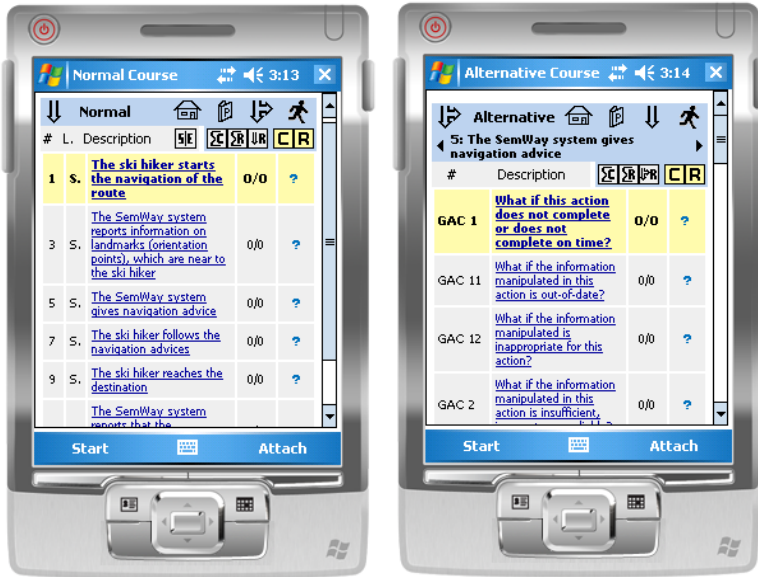 Normal Course 3:13
Normal
# L. Description S E ΣC ΣR R C R
1 S. The ski hiker starts
the navigation of the
route 0/0 ?
3 S. The SemWay system
reports information on
landmarks (orientation
points), which are near to
the ski hiker 0/0 ?
5 S. The SemWay system
gives navigation advice 0/0 ?
7 S. The ski hiker follows the
navigation advices 0/0 ?
9 S. The ski hiker reaches the
destination 0/0 ?
The SemWay system
reports that the
Start Attach
Alternative Course 3:14
Alternative
5: The SemWay system gives
navigation advice
# Description ΣC ΣR R C R
GAC 1 What if this action
does not complete
or does not
complete on time? 0/0 ?
GAC 11 What if the information
manipulated in this
action is out-of-date? 0/0 ?
GAC 12 What if the information
manipulated is
inappropriate for this
action? 0/0 ?
GAC 2 What if the information
manipulated in this
action is insufficient, 0/0 ?
Start Attach